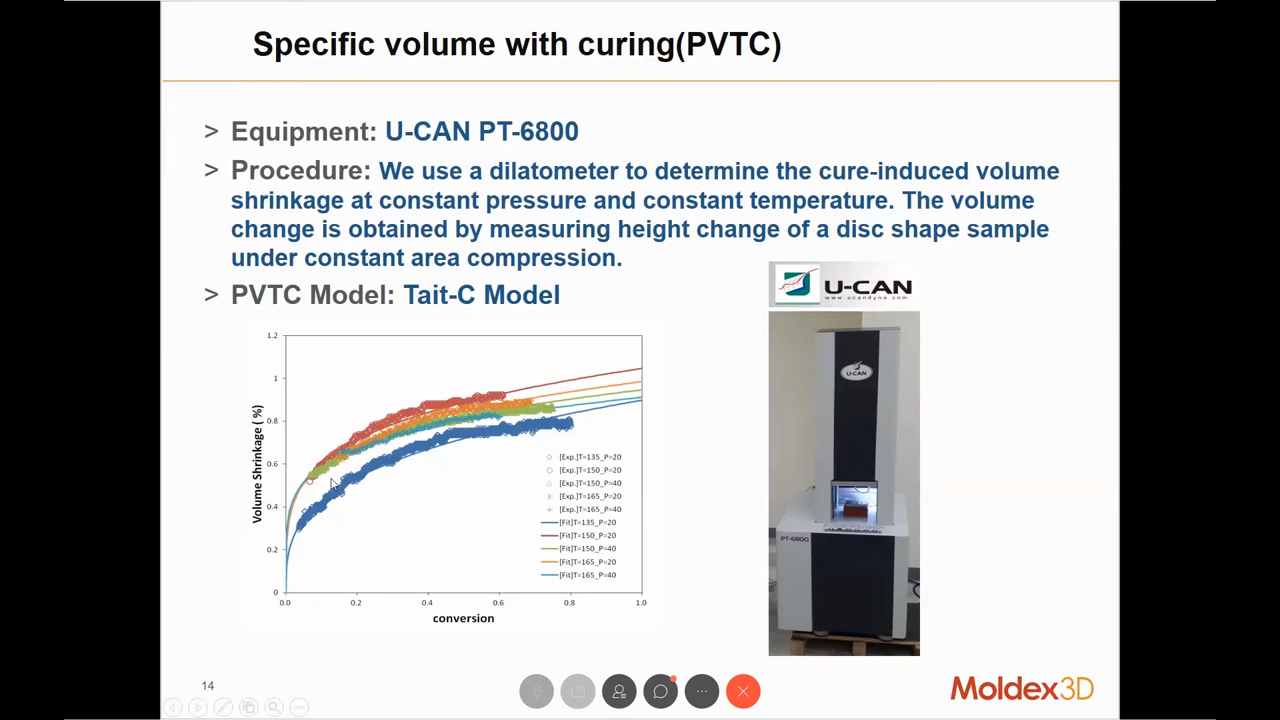 Specific volume with curing(PVTC)
> Equipment: U-CAN PT-6800
> Procedure: We use a dilatometer to determine the cure-induced volume
shrinkage at constant pressure and constant temperature. The volume
change is obtained by measuring height change of a disc shape sample
under constant area compression.
> PVTC Model: Tait-C Model
U-CAN
www.ucandyna.com
U-CAN
PT-6800
1.2
1
0.8
0.6
0.4
0.2
0
Volume Shrinkage ( %)
0.0 0.2 0.4 0.6 0.8 1.0
conversion
[Exp.]T=135_P=20
[Exp.]T=150_P=20
[Exp.]T=150_P=40
[Exp.]T=165_P=20
[Exp.]T=165_P=40
[Fit]T=135_P=20
[Fit]T=150_P=20
[Fit]T=150_P=40
[Fit]T=165_P=20
[Fit]T=165_P=40
14
Moldex3D